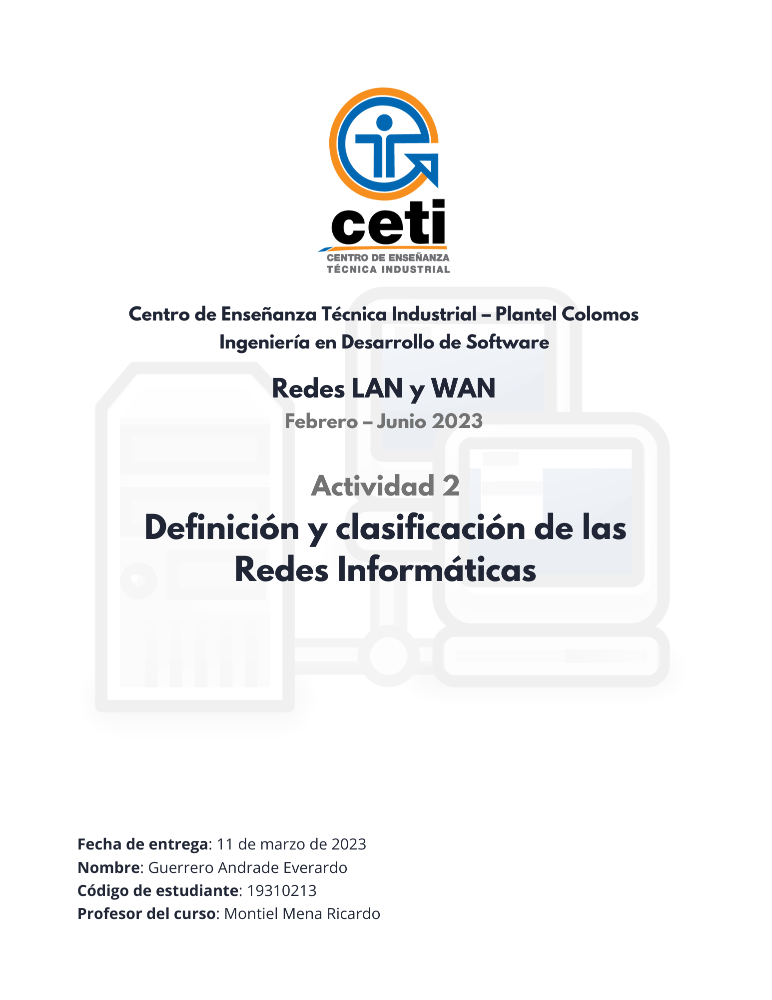 ceti
CENTRO DE ENSEÑANZA
TÉCNICA INDUSTRIAL
Centro de Enseñanza Técnica Industrial – Plantel Colomos
Ingeniería en Desarrollo de Software
Redes LAN y WAN
Febrero – Junio 2023
Actividad 2
Definición y clasificación de las
Redes Informáticas
Fecha de entrega: 11 de marzo de 2023
Nombre: Guerrero Andrade Everardo
Código de estudiante: 19310213
Profesor del curso: Montiel Mena Ricardo